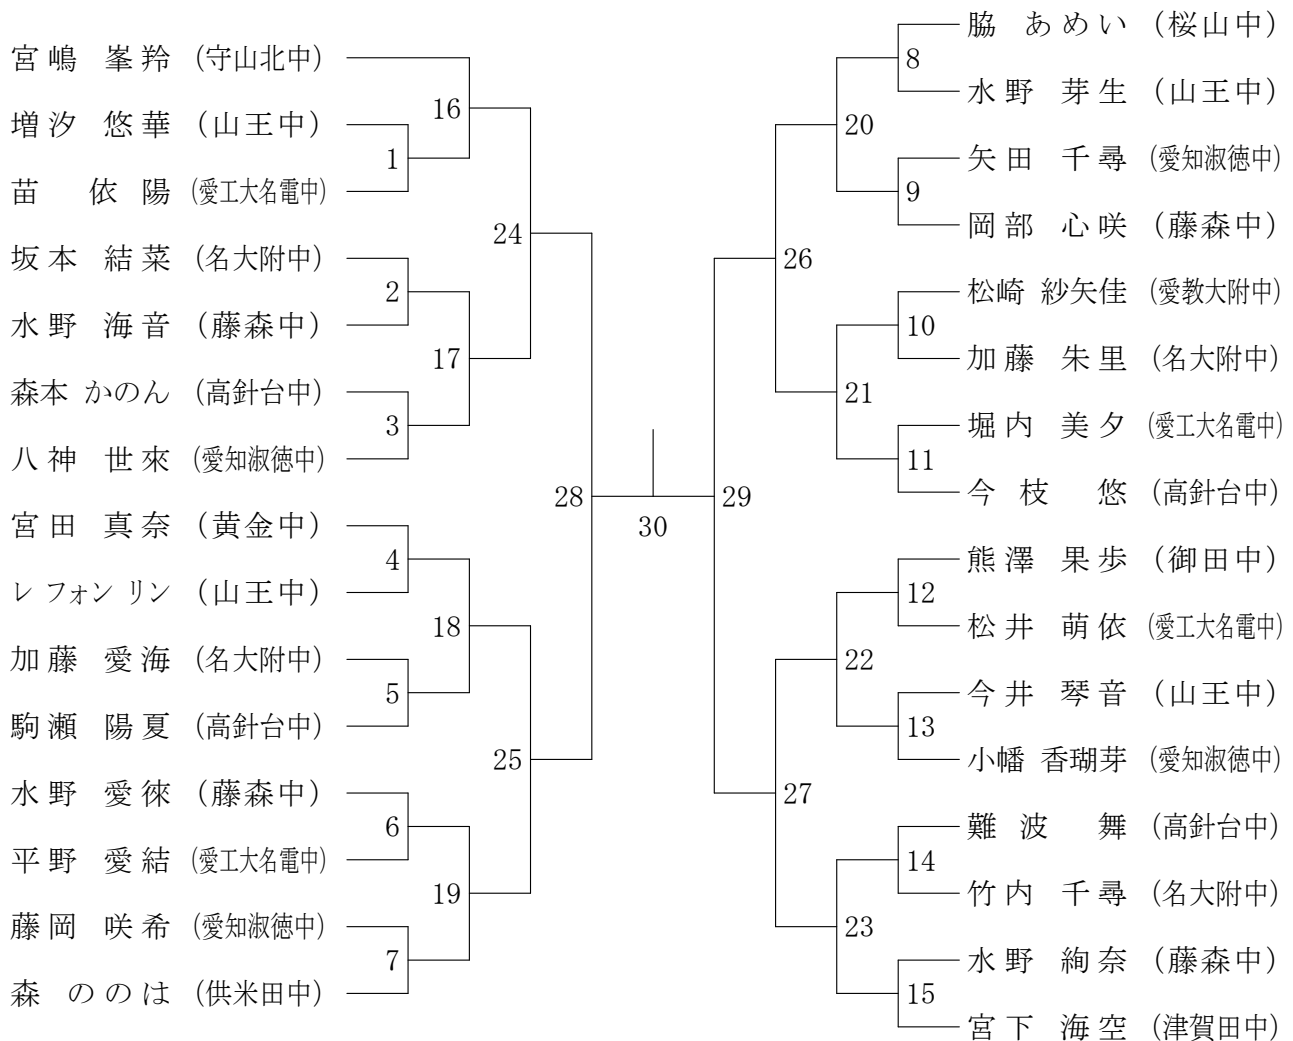 宮嶋 峯羚 (守山北中)
増汐 悠華 (山王中)
苗 依陽 (愛工大名電中)
坂本 結菜 (名大附中)
水野 海音 (藤森中)
森本 かのん (高針台中)
八神 世來 (愛知淑徳中)
宮田 真奈 (黄金中)
レ フォン リン (山王中)
加藤 愛海 (名大附中)
駒瀬 陽夏 (高針台中)
水野 愛徠 (藤森中)
平野 愛結 (愛工大名電中)
藤岡 咲希 (愛知淑徳中)
森 ののは (供米田中)
1
2
3
4
5
6
7
16
17
18
19
24
25
28
30
29
26
27
20
21
22
23
8
9
10
11
12
13
14
15
脇 あめい (桜山中)
水野 芽生 (山王中)
矢田 千尋 (愛知淑徳中)
岡部 心咲 (藤森中)
松崎 紗矢佳 (愛教大附中)
加藤 朱里 (名大附中)
堀内 美夕 (愛工大名電中)
今枝 悠 (高針台中)
熊澤 果歩 (御田中)
松井 萌依 (愛工大名電中)
今井 琴音 (山王中)
小幡 香瑚芽 (愛知淑徳中)
難波 舞 (高針台中)
竹内 千尋 (名大附中)
水野 絢奈 (藤森中)
宮下 海空 (津賀田中)